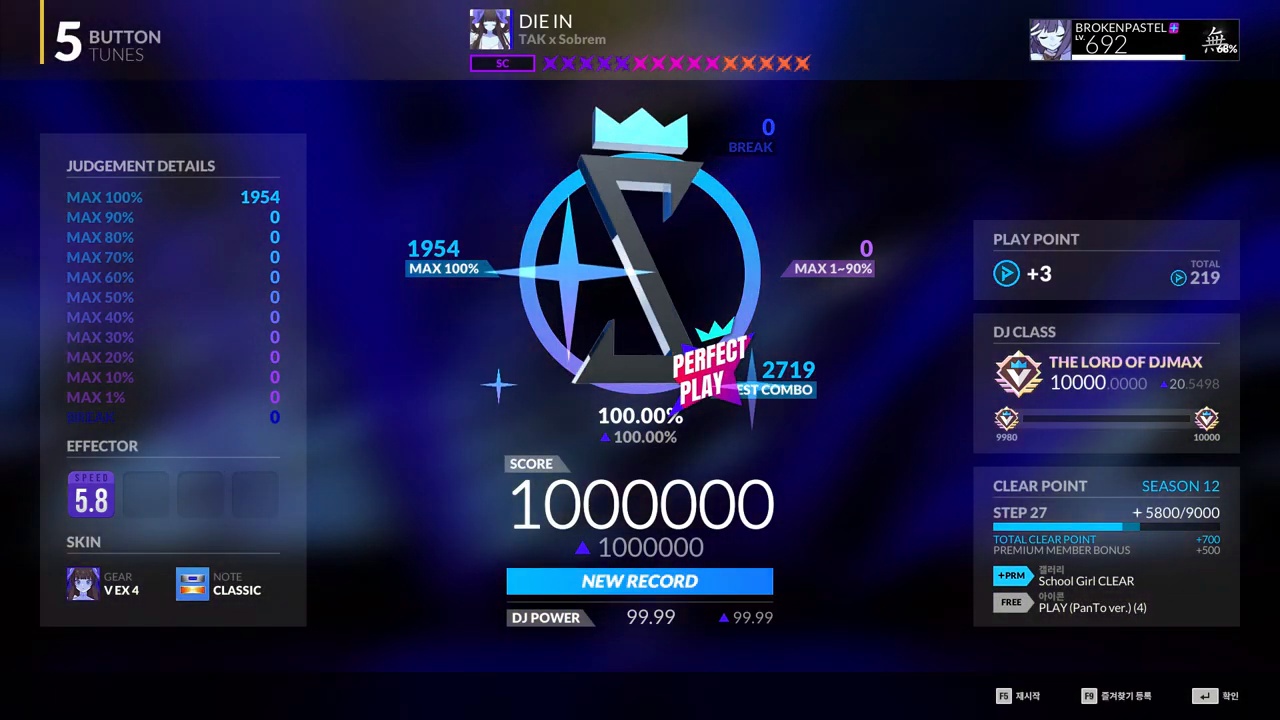 5 BUTTON
TUNES
DIE IN
TAK x Sobrem
SC
BROKENPASTEL
LV. 692
無
68%
JUDGEMENT DETAILS
MAX 100% 1954
MAX 90% 0
MAX 80% 0
MAX 70% 0
MAX 60% 0
MAX 50% 0
MAX 40% 0
MAX 30% 0
MAX 20% 0
MAX 10% 0
MAX 1% 0
0
EFFECTOR
SPEED
5.8
SKIN
GEAR
V EX 4
NOTE
CLASSIC
0
BREAK
1954
MAX 100%
0
MAX 1~90%
S
PERFECT
PLAY
2719
EST COMBO
100.00%
100.00%
SCORE
1000000
1000000
NEW RECORD
DJ POWER 99.99 99.99
PLAY POINT
+3
TOTAL
219
DJ CLASS
THE LORD OF DJMAX
10000.0000 20.5498
9980 10000
CLEAR POINT SEASON 12
STEP 27 + 5800/9000
TOTAL CLEAR POINT +700
PREMIUM MEMBER BONUS +500
+PRM 갤러리
School Girl CLEAR
FREE 아이콘
PLAY (PanTo ver.) (4)
F5 재시작 F9 즐겨찾기 등록 확인